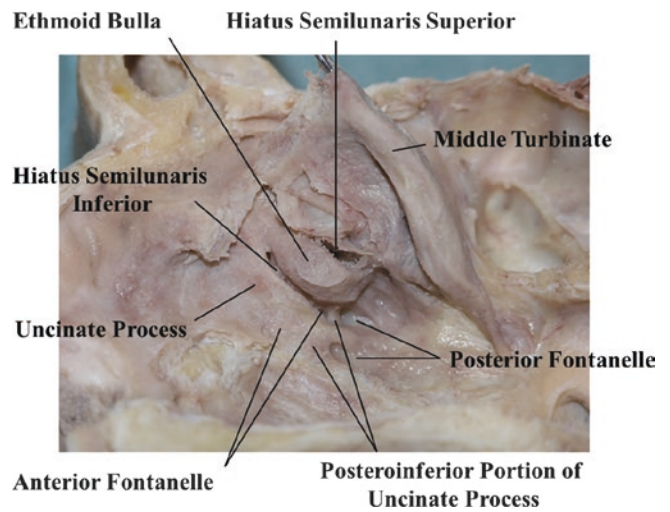 Ethmoid Bulla
Hiatus Semilunaris Superior
Middle Turbinate
Hiatus Semilunaris
Inferior
Uncinate Process
Posterior Fontanelle
Anterior Fontanelle
Posteroinferior Portion of
Uncinate Process